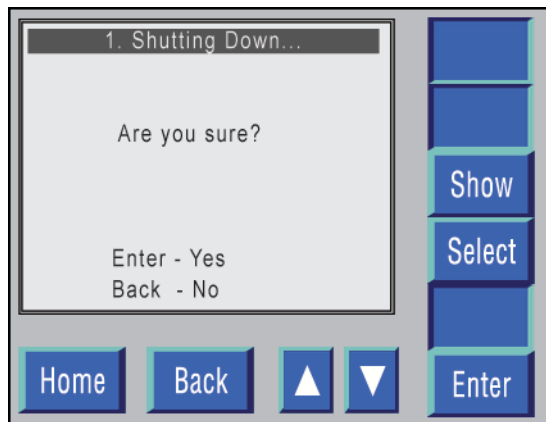 1. Shutting Down...
Are you sure?
Enter - Yes
Back - No
Show
Select
Home
Back
Enter